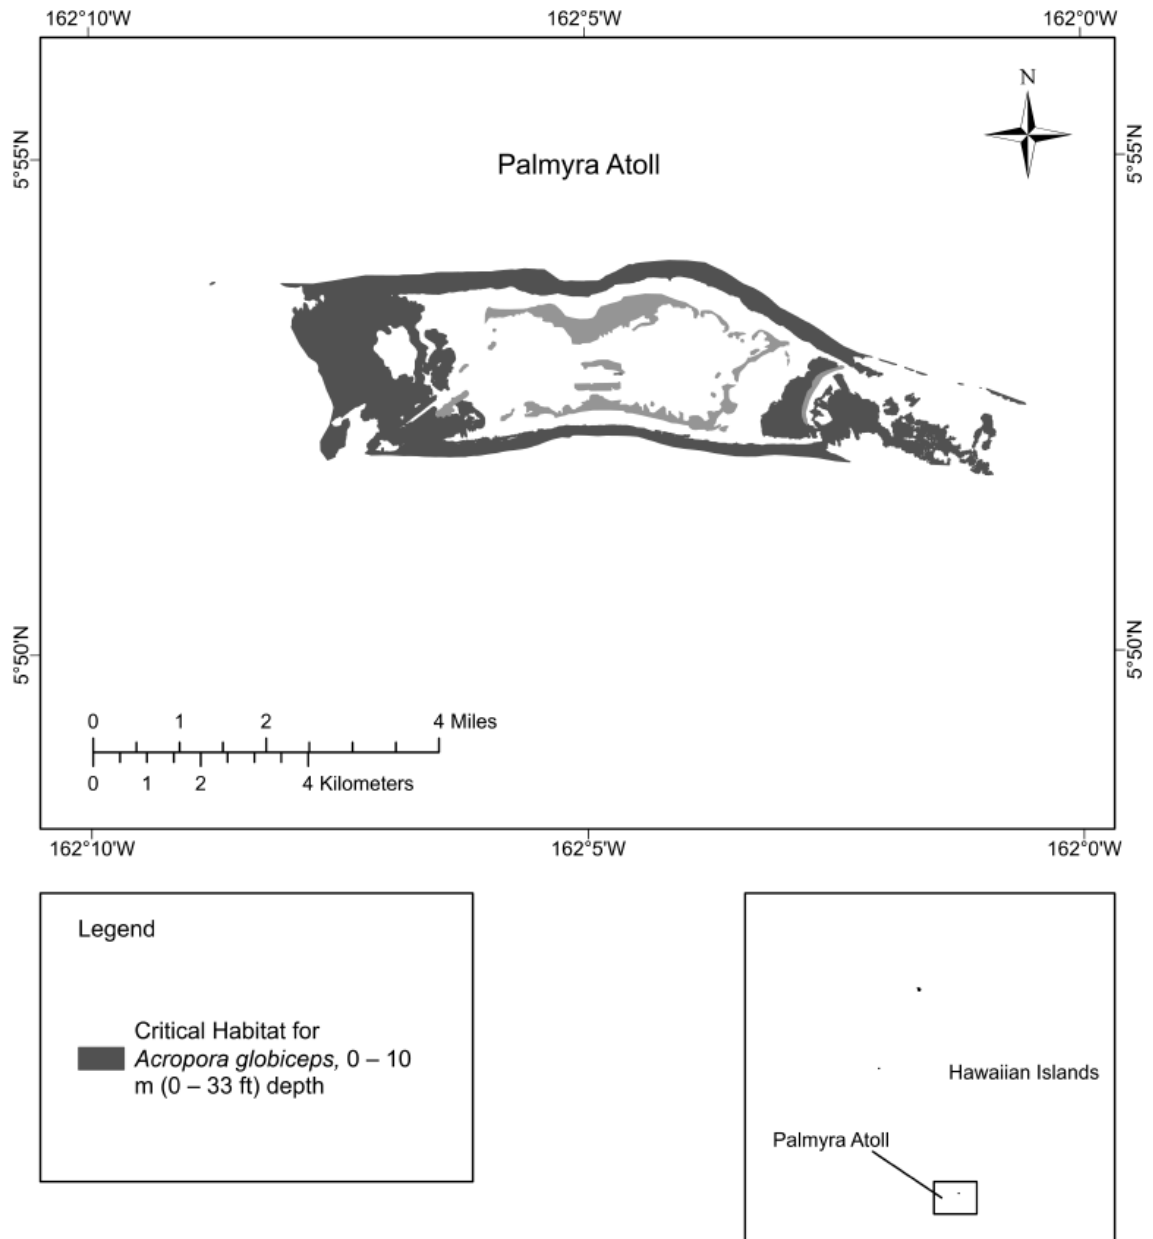 162°10'W 162°5'W 162°0'W
N
5°55'N 5°55'N
Palmyra Atoll
5°50'N 5°50'N
0 1 2 4 Miles
0 1 2 4 Kilometers
162°10'W 162°5'W 162°0'W
Legend
Critical Habitat for
Acropora globiceps, 0 – 10
m (0 – 33 ft) depth
Hawaiian Islands
Palmyra Atoll